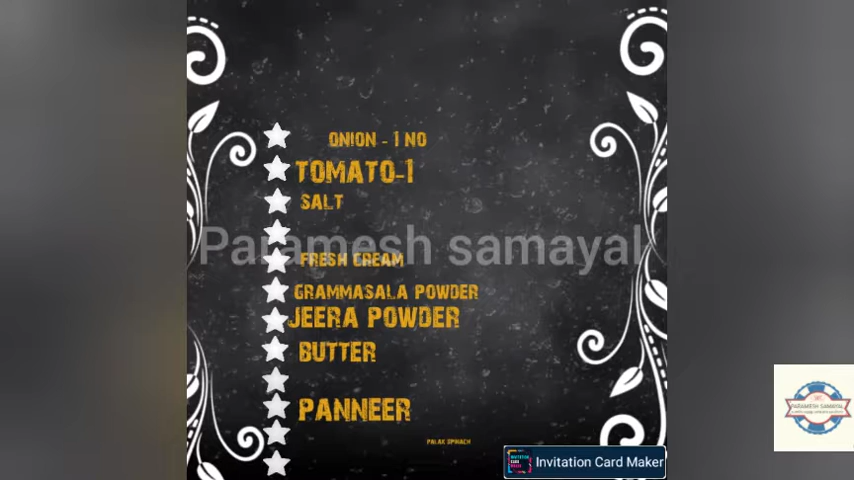 ONION - 1 NO
TOMATO-1
SALT
Paramesh samayal
FRESH CREAM
GRAMMASALA POWDER
JEERA POWDER
BUTTER
PANNEER
PALAK SPINACH
Invitation Card Maker
PARAMESH SAMAYAL